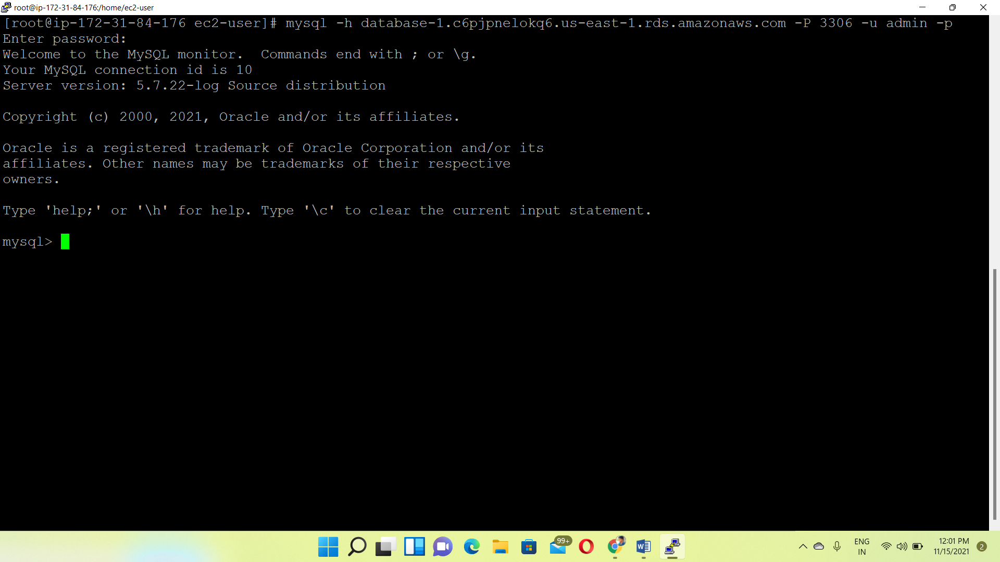 root@ip-172-31-84-176:/home/ec2-user
[root@ip-172-31-84-176 ec2-user]# mysql -h database-1.c6pjpnelokq6.us-east-1.rds.amazonaws.com -P 3306 -u admin -p
Enter password:
Welcome to the MySQL monitor.  Commands end with ; or \g.
Your MySQL connection id is 10
Server version: 5.7.22-log Source distribution
Copyright (c) 2000, 2021, Oracle and/or its affiliates.
Oracle is a registered trademark of Oracle Corporation and/or its
affiliates. Other names may be trademarks of their respective
owners.
Type 'help;' or '\h' for help. Type '\c' to clear the current input statement.
mysql>
99+
W
ENG
IN
12:01 PM
11/15/2021
2